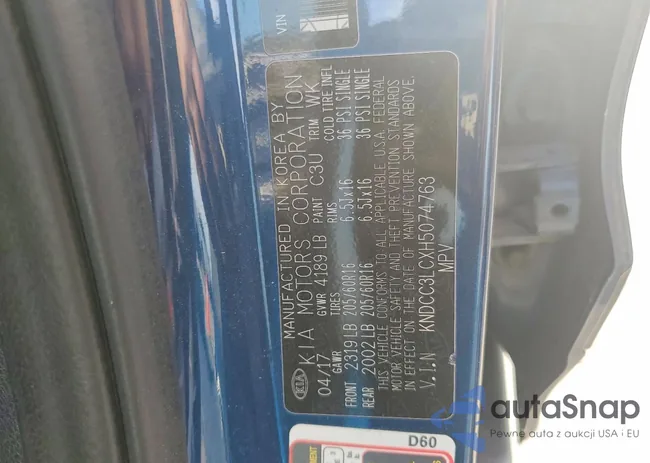 VIN
MANUFACTURED IN KOREA BY
KIA MOTORS CORPORATION
04/17 GVWR 4189 LB PAINT C3U TRIM WK
GAWR TIRES RIMS COLD TIRE INFL
FRONT 2319 LB 205/60R16 6.5Jx16 36 PSI SINGLE
REAR 2002 LB 205/60R16 6.5Jx16 36 PSI SINGLE
THIS VEHICLE CONFORMS TO ALL APPLICABLE U.S.A. FEDERAL
MOTOR VEHICLE SAFETY AND THEFT PREVENTION STANDARDS
IN EFFECT ON THE DATE OF MANUFACTURE SHOWN ABOVE.
V.I.N KNDCC3LCXH5074763
MPV
KIA
D60
autaSnap
Pewne auta z aukcji USA i EU